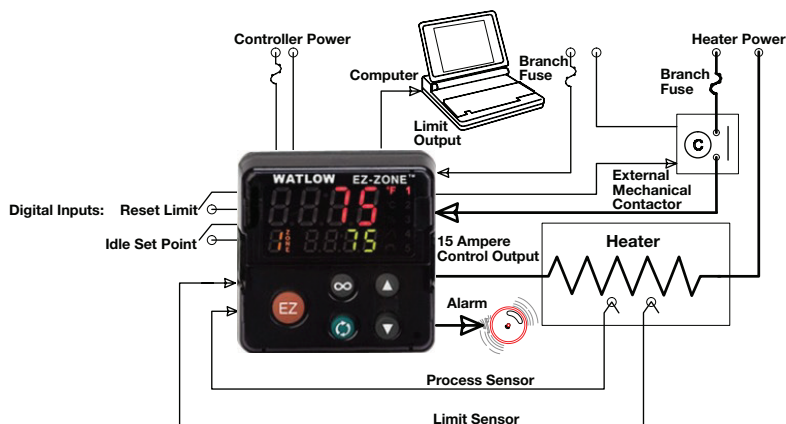 Controller Power
Heater Power
Computer
Branch
Fuse
Branch
Fuse
Limit
Output
WATLOW EZ-ZONE™
75 °F 1
C
External
Mechanical
Contactor
Digital Inputs: Reset Limit
Idle Set Point
1 ZONE 75
15 Ampere
Control Output
Heater
EZ
Alarm
Process Sensor
Limit Sensor